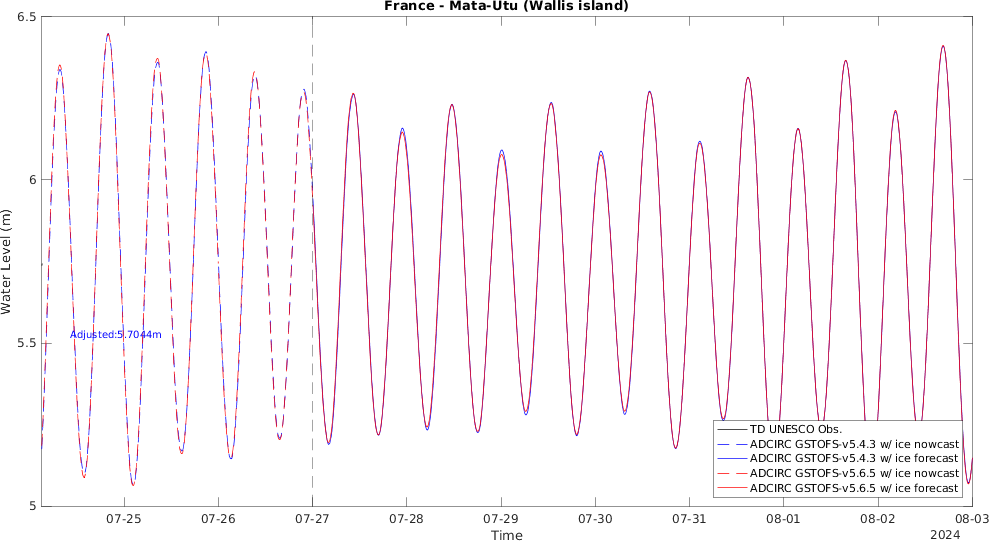 France - Mata-Utu (Wallis island)
6.5
6
5.5
5
Water Level (m)
Adjusted:5.7044m
TD UNESCO Obs.
ADCIRC GSTOFS-v5.4.3 w/ ice nowcast
ADCIRC GSTOFS-v5.4.3 w/ ice forecast
ADCIRC GSTOFS-v5.6.5 w/ ice nowcast
ADCIRC GSTOFS-v5.6.5 w/ ice forecast
07-25 07-26 07-27 07-28 07-29 07-30 07-31 08-01 08-02 08-03
Time
2024